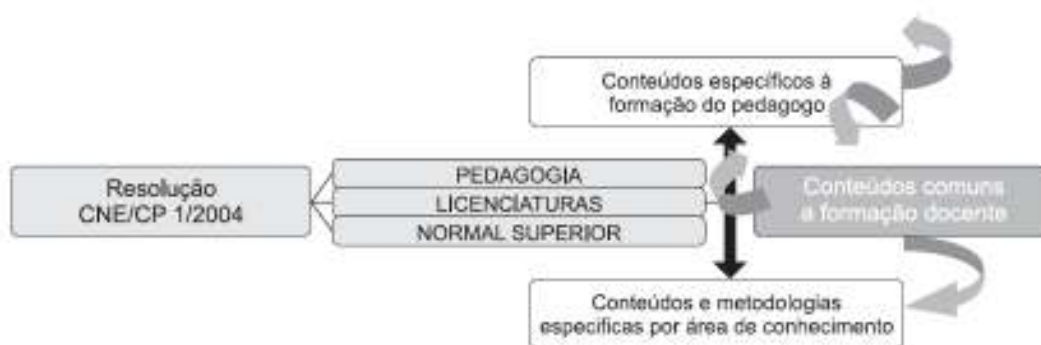 Conteúdos específicos à
formação do pedagogo
PEDAGOGIA
Resolução
CNE/CP 1/2004
LICENCIATURAS
NORMAL SUPERIOR
Conteúdos comuns
a formação docente
Conteúdos e metodologias
especificas por área de conhecimento